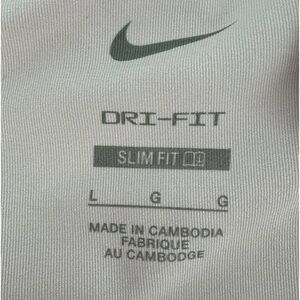 DRI-FIT
SLIM FIT
L G G
MADE IN CAMBODIA
FABRIQUE
AU CAMBODGE